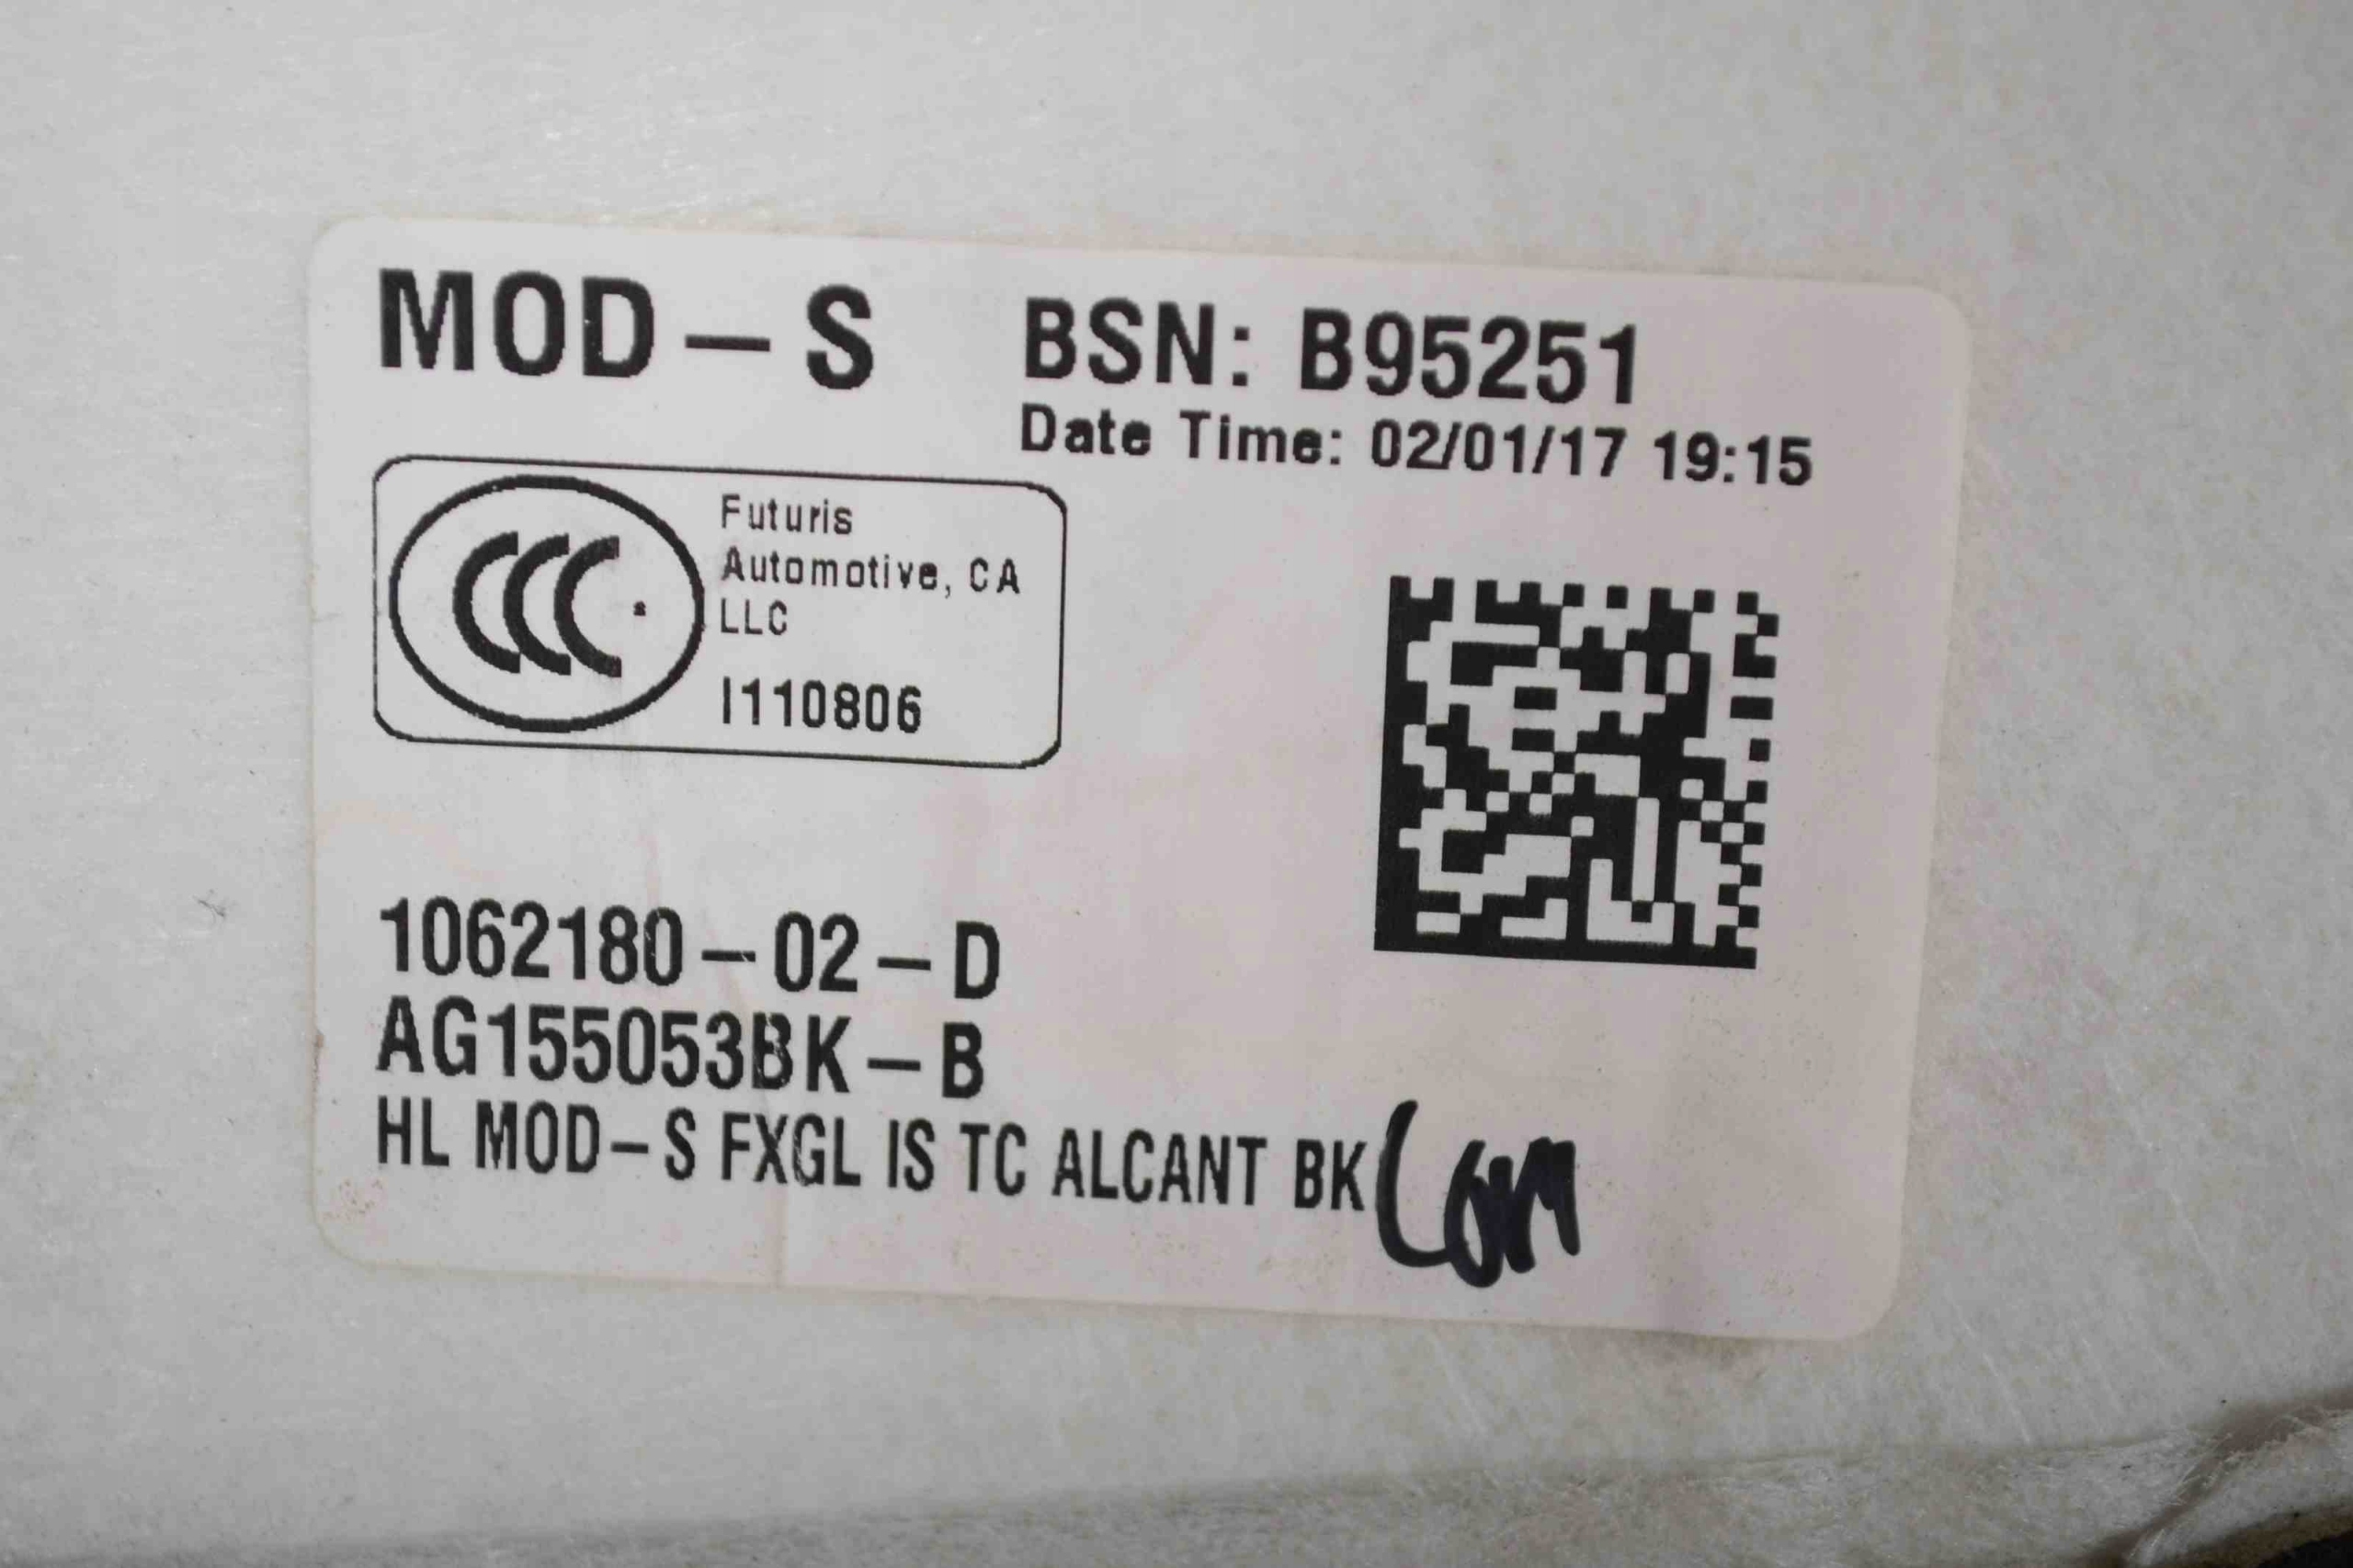 MOD-S
BSN: B95251
Date Time: 02/01/17 19:15
CCC
Futuris
Automotive, CA
LLC
I110806
1062180-02-D
AG155053BK-B
HL MOD-S FXGL IS TC ALCANT BK